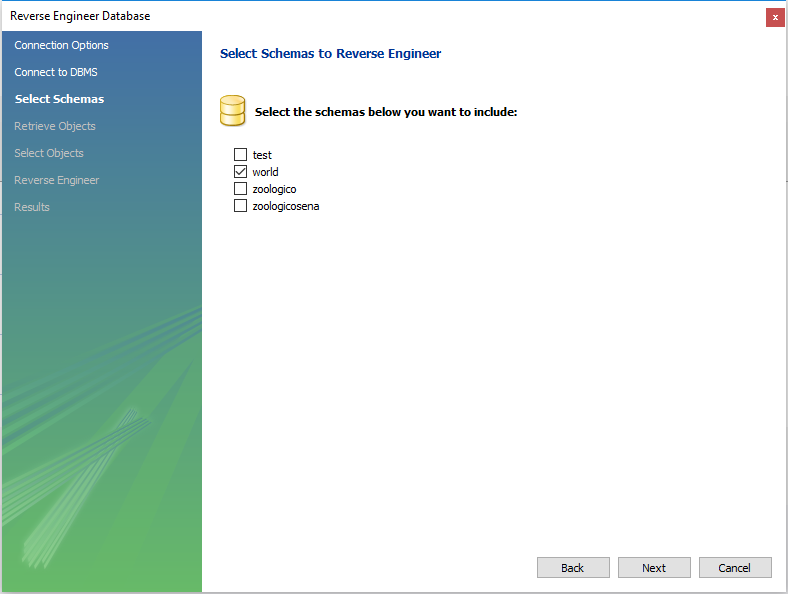 Reverse Engineer Database
x
Connection Options
Connect to DBMS
Select Schemas
Retrieve Objects
Select Objects
Reverse Engineer
Results
Select Schemas to Reverse Engineer
Select the schemas below you want to include:
test
world
zoologico
zoologicosena
Back
Next
Cancel